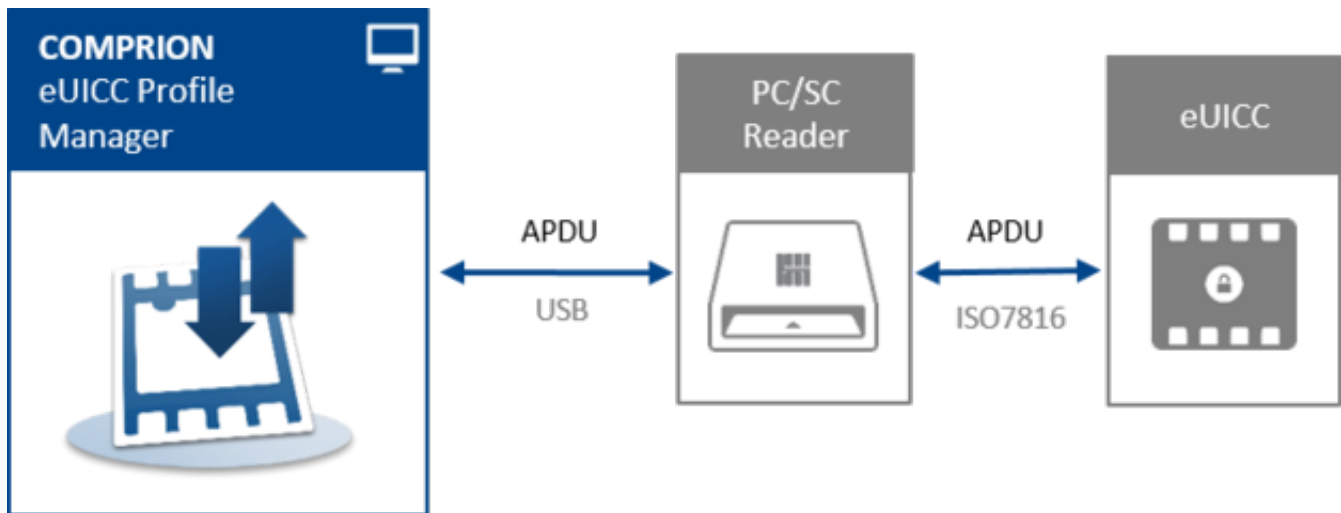 COMPRION
eUICC Profile
Manager
PC/SC
Reader
eUICC
APDU
USB
APDU
ISO7816